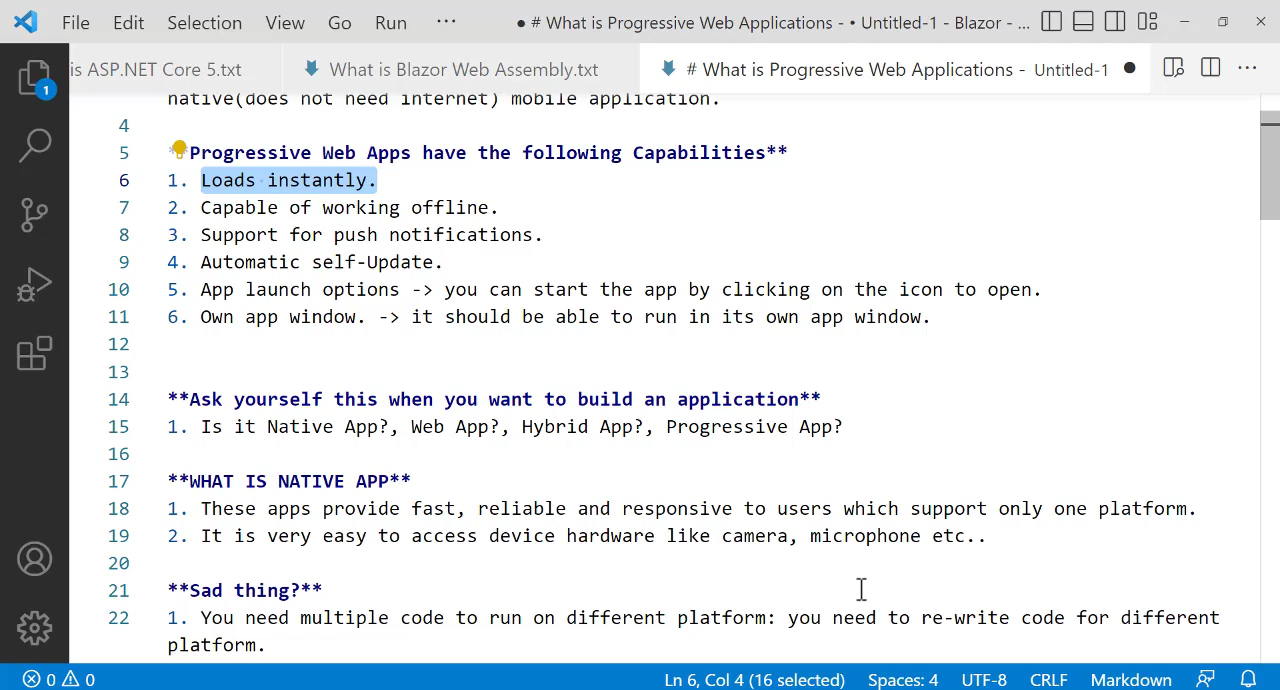 File Edit Selection View Go Run ··· ● # What is Progressive Web Applications - • Untitled-1 - Blazor - ...
is ASP.NET Core 5.txt What is Blazor Web Assembly.txt # What is Progressive Web Applications - Untitled-1 ●
1
native(does not need internet) mobile application.
4
5 **Progressive Web Apps have the following Capabilities**
6 1. Loads·instantly.
7 2. Capable of working offline.
8 3. Support for push notifications.
9 4. Automatic self-Update.
10 5. App launch options -> you can start the app by clicking on the icon to open.
11 6. Own app window. -> it should be able to run in its own app window.
12
13
14 **Ask yourself this when you want to build an application**
15 1. Is it Native App?, Web App?, Hybrid App?, Progressive App?
16
17 **WHAT IS NATIVE APP**
18 1. These apps provide fast, reliable and responsive to users which support only one platform.
19 2. It is very easy to access device hardware like camera, microphone etc..
20
21 **Sad thing?**
22 1. You need multiple code to run on different platform: you need to re-write code for different
platform.
0 0 Ln 6, Col 4 (16 selected) Spaces: 4 UTF-8 CRLF Markdown